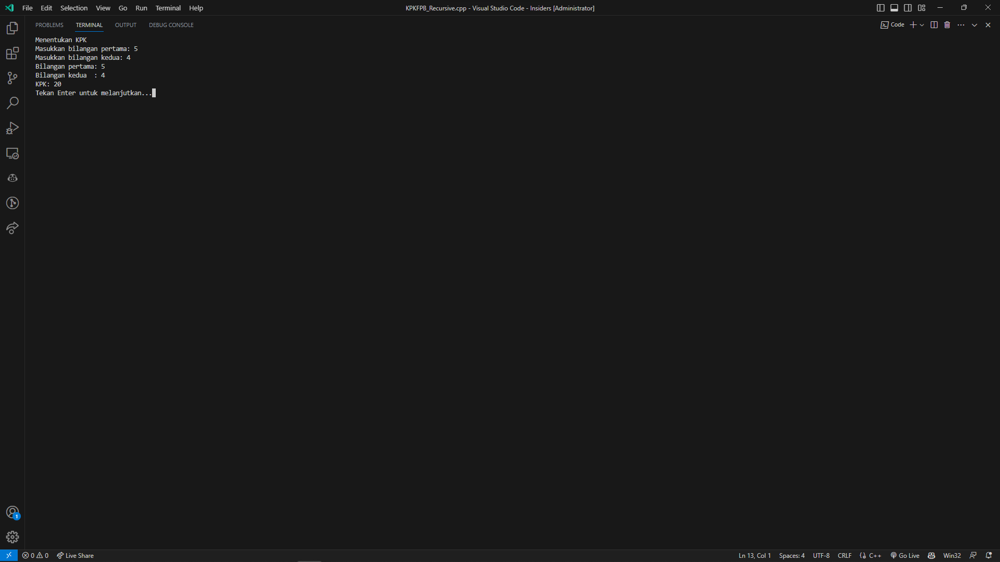 File Edit Selection View Go Run Terminal Help
KPKFPB_Recursive.cpp - Visual Studio Code - Insiders [Administrator]
PROBLEMS TERMINAL OUTPUT DEBUG CONSOLE
Code
Menentukan KPK
Masukkan bilangan pertama: 5
Masukkan bilangan kedua: 4
Bilangan pertama: 5
Bilangan kedua  : 4
KPK: 20
Tekan Enter untuk melanjutkan...
1
0 0 Live Share
Ln 13, Col 1 Spaces: 4 UTF-8 CRLF C++ Go Live Win32